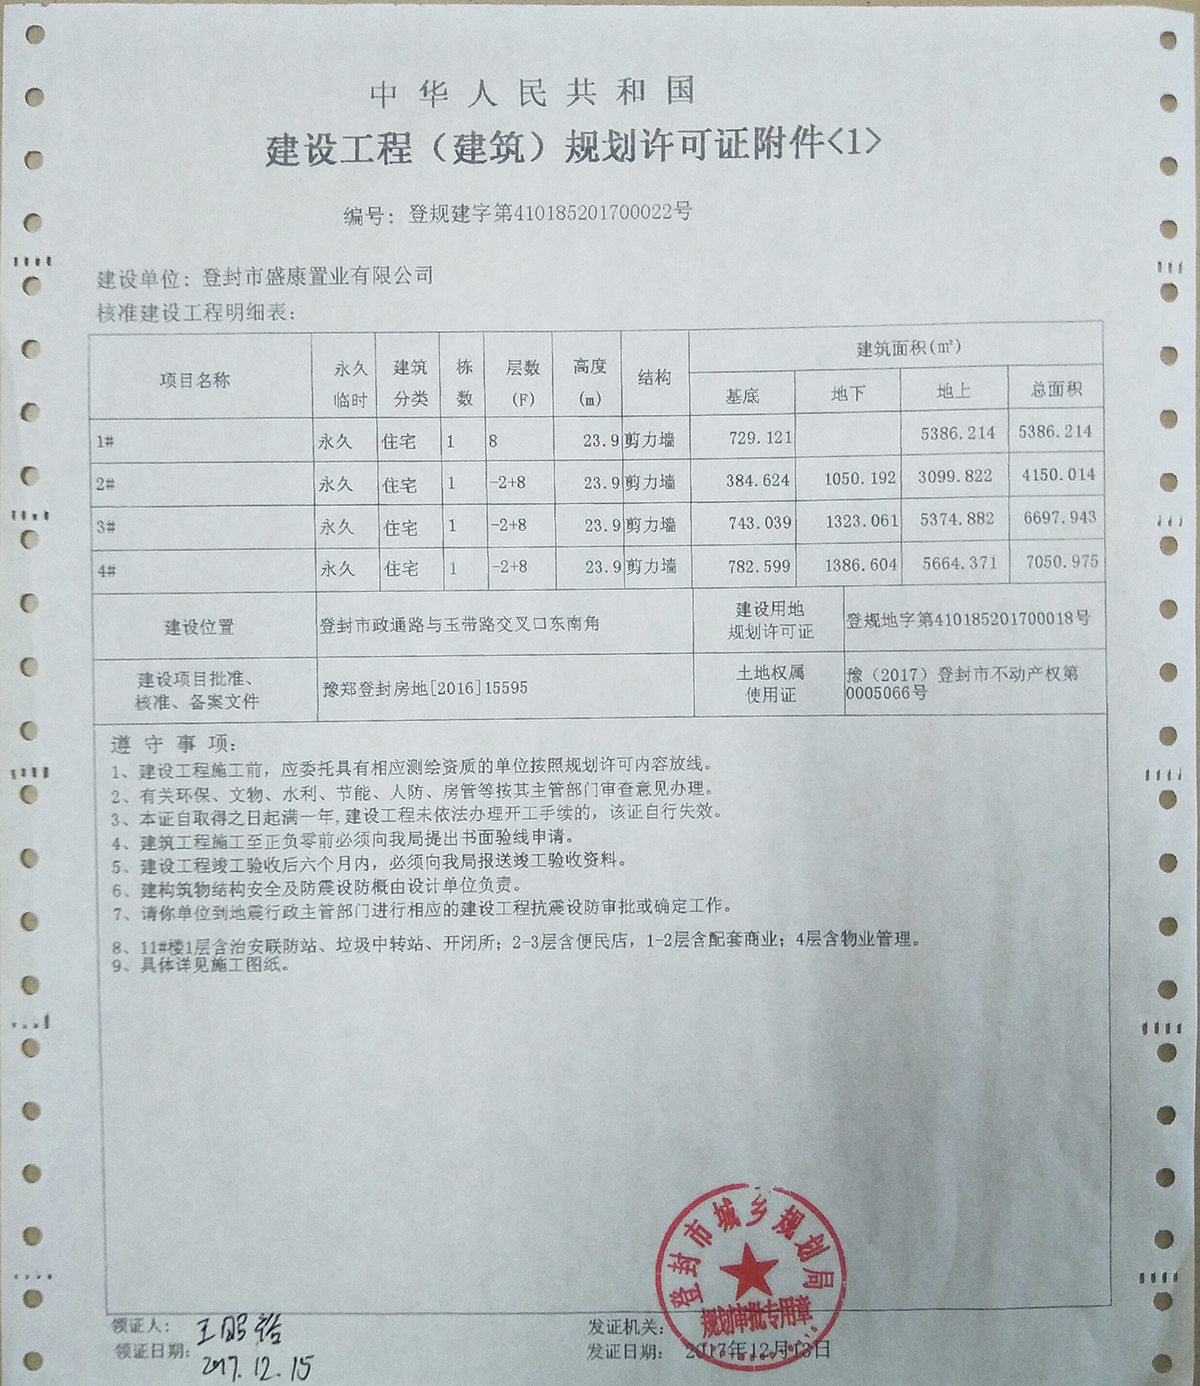 中华人民共和国
建设工程（建筑）规划许可证附件<1>
编号：登规建字第410185201700022号
建设单位：登封市盛康置业有限公司
核准建设工程明细表：
项目名称 永久临时 建筑分类 栋数 层数(F) 高度(m) 结构 建筑面积(㎡)
基底 地下 地上 总面积
1# 永久 住宅 1 8 23.9 剪力墙 729.121 5386.214 5386.214
2# 永久 住宅 1 -2+8 23.9 剪力墙 384.624 1050.192 3099.822 4150.014
3# 永久 住宅 1 -2+8 23.9 剪力墙 743.039 1323.061 5374.882 6697.943
4# 永久 住宅 1 -2+8 23.9 剪力墙 782.599 1386.604 5664.371 7050.975
建设位置 登封市政通路与玉带路交叉口东南角 建设用地规划许可证 登规地字第410185201700018号
建设项目批准、核准、备案文件 豫郑登封房地[2016]15595 土地权属使用证 豫（2017）登封市不动产权第0005066号
遵守事项：
1、建设工程施工前，应委托具有相应测绘资质的单位按照规划许可内容放线。
2、有关环保、文物、水利、节能、人防、房管等按其主管部门审查意见办理。
3、本证自取得之日起满一年,建设工程未依法办理开工手续的，该证自行失效。
4、建筑工程施工至正负零前必须向我局提出书面验线申请。
5、建设工程竣工验收后六个月内，必须向我局报送竣工验收资料。
6、建构筑物结构安全及防震设防概由设计单位负责。
7、请你单位到地震行政主管部门进行相应的建设工程抗震设防审批或确定工作。
8、11#楼1层含治安联防站、垃圾中转站、开闭所；2-3层含便民店，1-2层含配套商业；4层含物业管理。
9、具体详见施工图纸。
登封市城乡规划局
规划审批专用章
领证人： 王
发证机关：
领证日期：2017.12.15
发证日期： 2017年12月13日